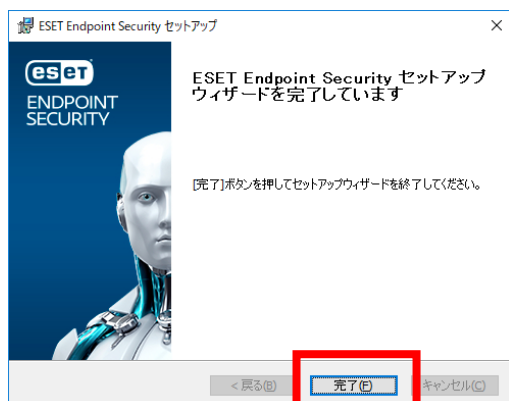 ESET Endpoint Security セットアップ
eseT
ENDPOINT
SECURITY
ESET Endpoint Security セットアップ
ウィザードを完了しています
[完了]ボタンを押してセットアップウィザードを終了してください。
< 戻る(B)
完了(F)
キャンセル(C)